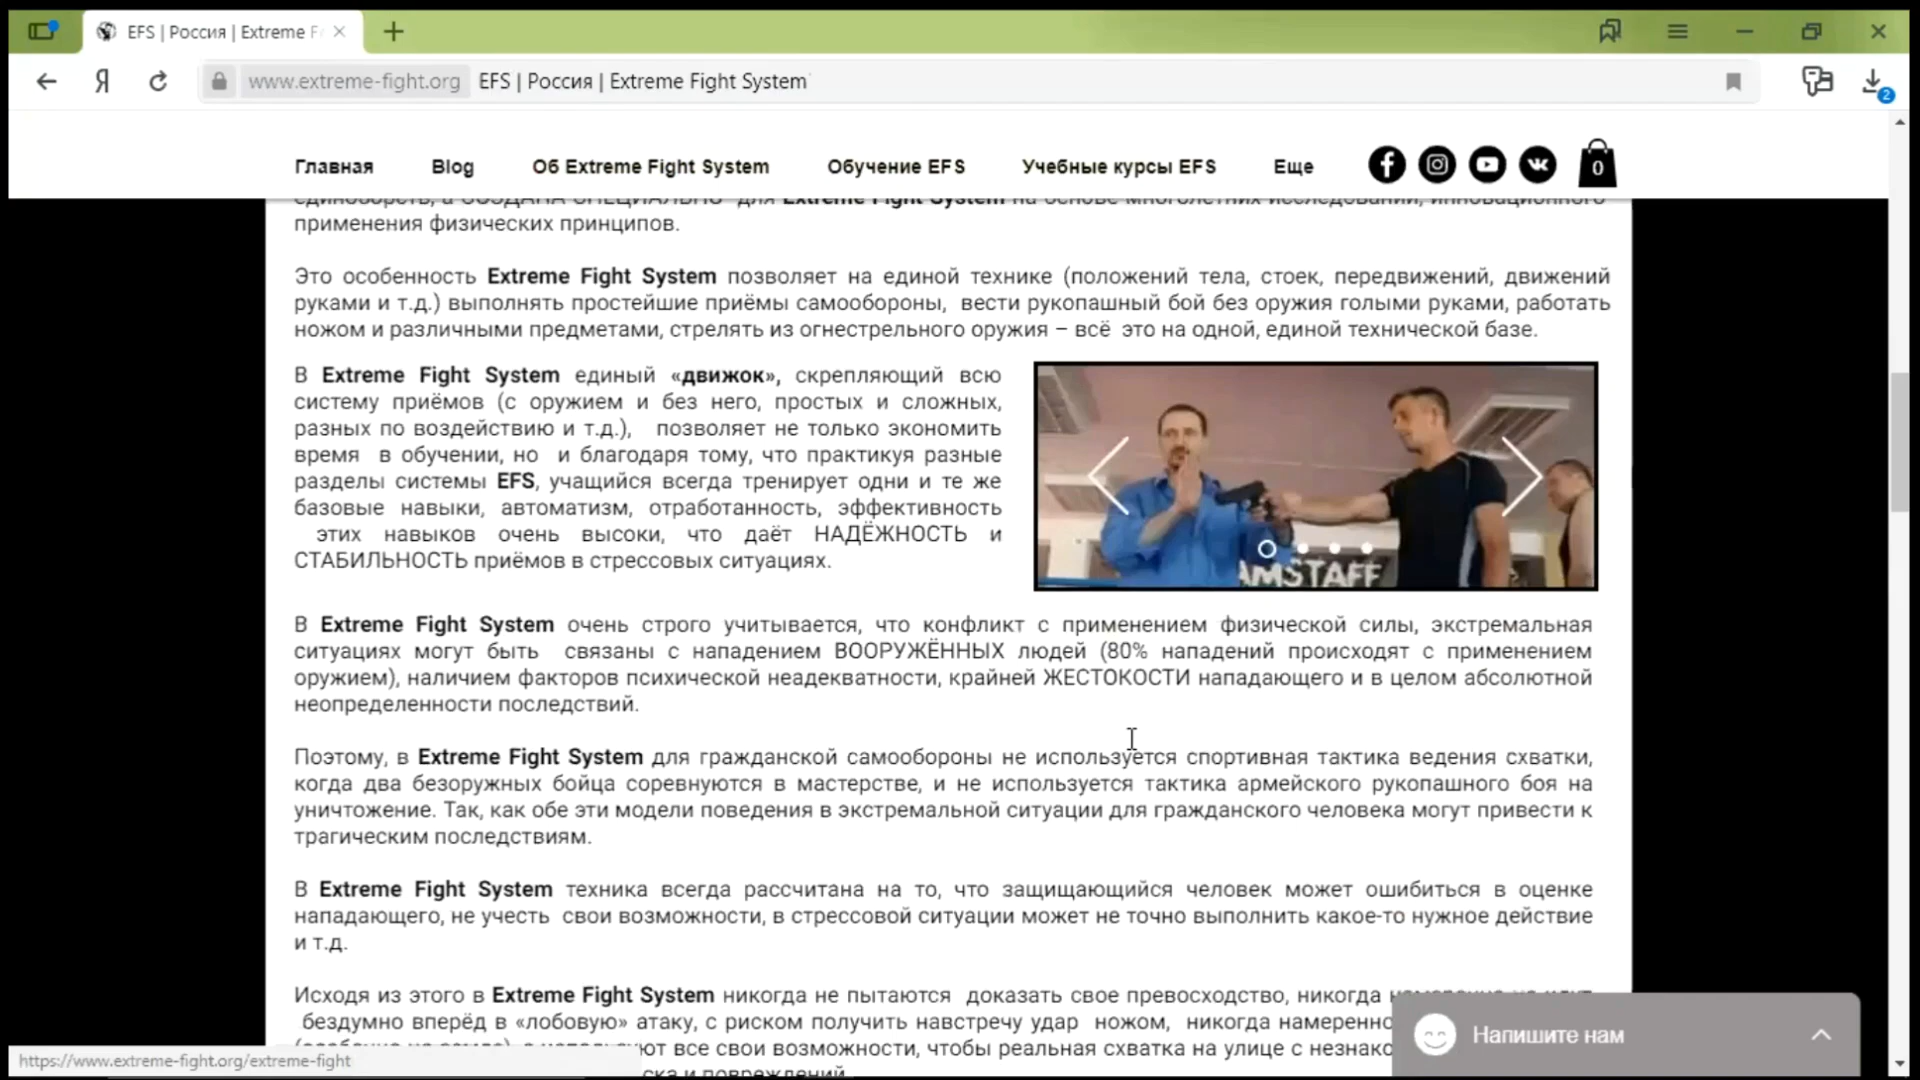 EFS | Россия | Extreme F
www.extreme-fight.org EFS | Россия | Extreme Fight System
2
Главная Blog Об Extreme Fight System Обучение EFS Учебные курсы EFS Еще 0
единоборств, а СОЗДАНА СПЕЦИАЛЬНО для Extreme Fight System на основе многолетних исследований, инновационного
применения физических принципов.
Это особенность Extreme Fight System позволяет на единой технике (положений тела, стоек, передвижений, движений
руками и т.д.) выполнять простейшие приёмы самообороны, вести рукопашный бой без оружия голыми руками, работать
ножом и различными предметами, стрелять из огнестрельного оружия – всё это на одной, единой технической базе.
В Extreme Fight System единый «движок», скрепляющий всю
систему приёмов (с оружием и без него, простых и сложных,
разных по воздействию и т.д.), позволяет не только экономить
время в обучении, но и благодаря тому, что практикуя разные
разделы системы EFS, учащийся всегда тренирует одни и те же
базовые навыки, автоматизм, отработанность, эффективность
этих навыков очень высоки, что даёт НАДЁЖНОСТЬ и
СТАБИЛЬНОСТЬ приёмов в стрессовых ситуациях.
AMSTAFF
В Extreme Fight System очень строго учитывается, что конфликт с применением физической силы, экстремальная
ситуациях могут быть связаны с нападением ВООРУЖЁННЫХ людей (80% нападений происходят с применением
оружием), наличием факторов психической неадекватности, крайней ЖЕСТОКОСТИ нападающего и в целом абсолютной
неопределенности последствий.
Поэтому, в Extreme Fight System для гражданской самообороны не используется спортивная тактика ведения схватки,
когда два безоружных бойца соревнуются в мастерстве, и не используется тактика армейского рукопашного боя на
уничтожение. Так, как обе эти модели поведения в экстремальной ситуации для гражданского человека могут привести к
трагическим последствиям.
В Extreme Fight System техника всегда рассчитана на то, что защищающийся человек может ошибиться в оценке
нападающего, не учесть свои возможности, в стрессовой ситуации может не точно выполнить какое-то нужное действие
и т.д.
Исходя из этого в Extreme Fight System никогда не пытаются доказать свое превосходство, никогда
бездумно вперёд в «лобовую» атаку, с риском получить навстречу удар ножом, никогда намеренно
все свои возможности, чтобы реальная схватка на улице с
и повреждений.
Напишите нам
https://www.extreme-fight.org/extreme-fight